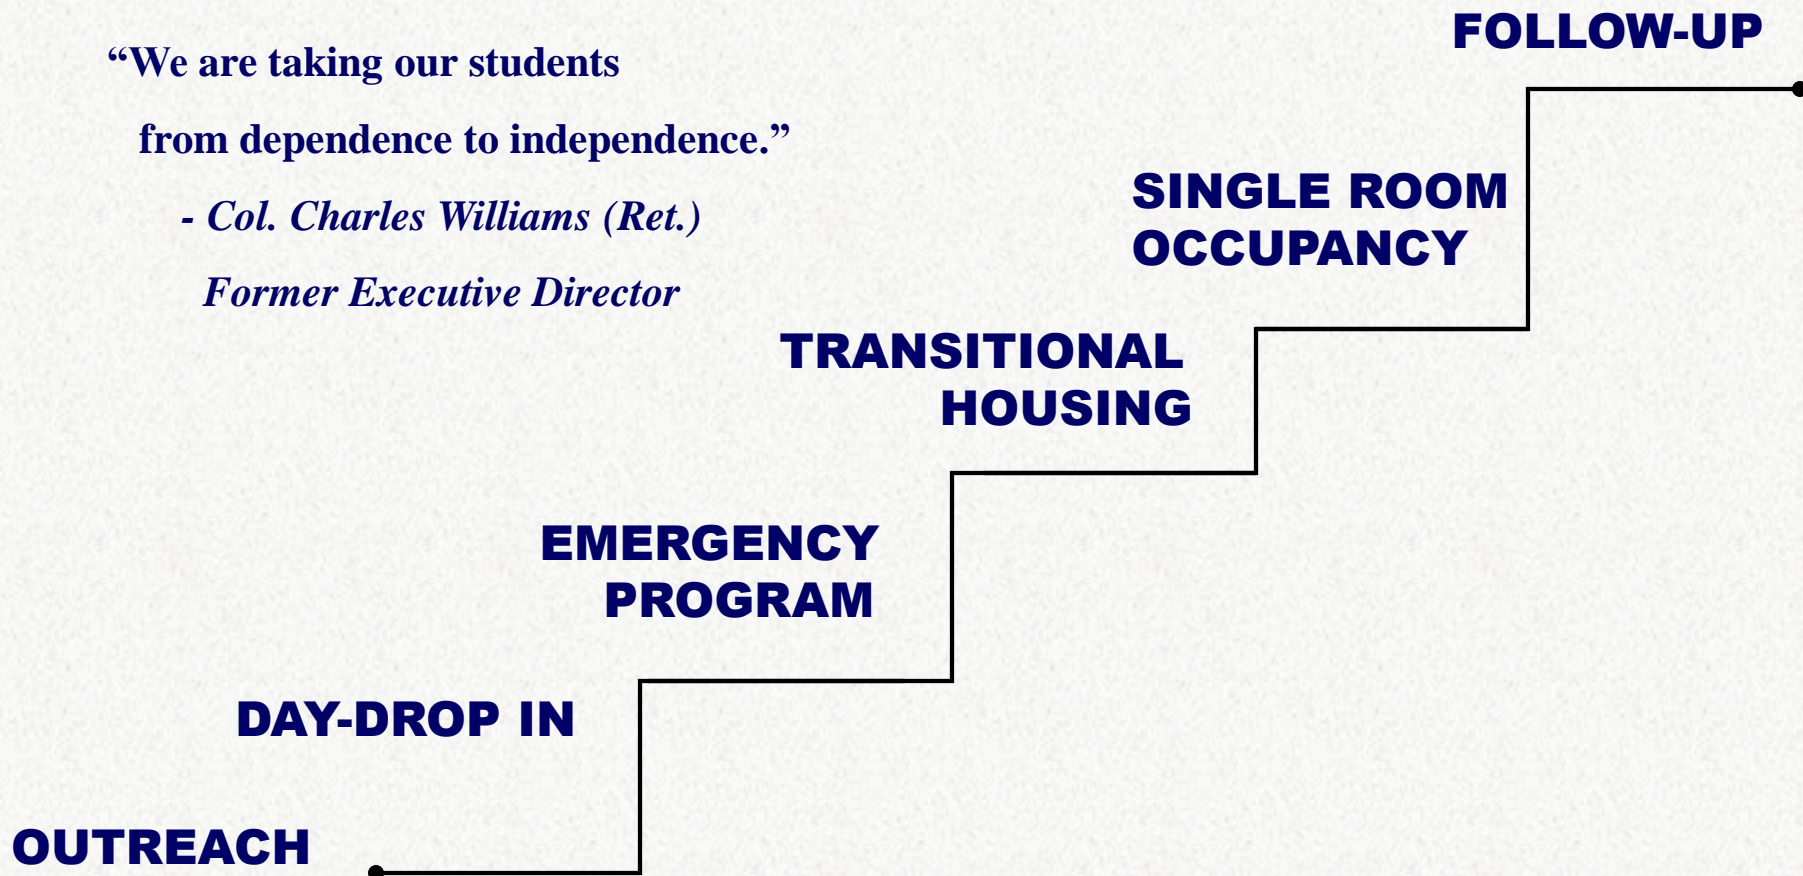 “We are taking our students
from dependence to independence.”
- Col. Charles Williams (Ret.)
Former Executive Director
FOLLOW-UP
SINGLE ROOM
OCCUPANCY
TRANSITIONAL
HOUSING
EMERGENCY
PROGRAM
DAY-DROP IN
OUTREACH